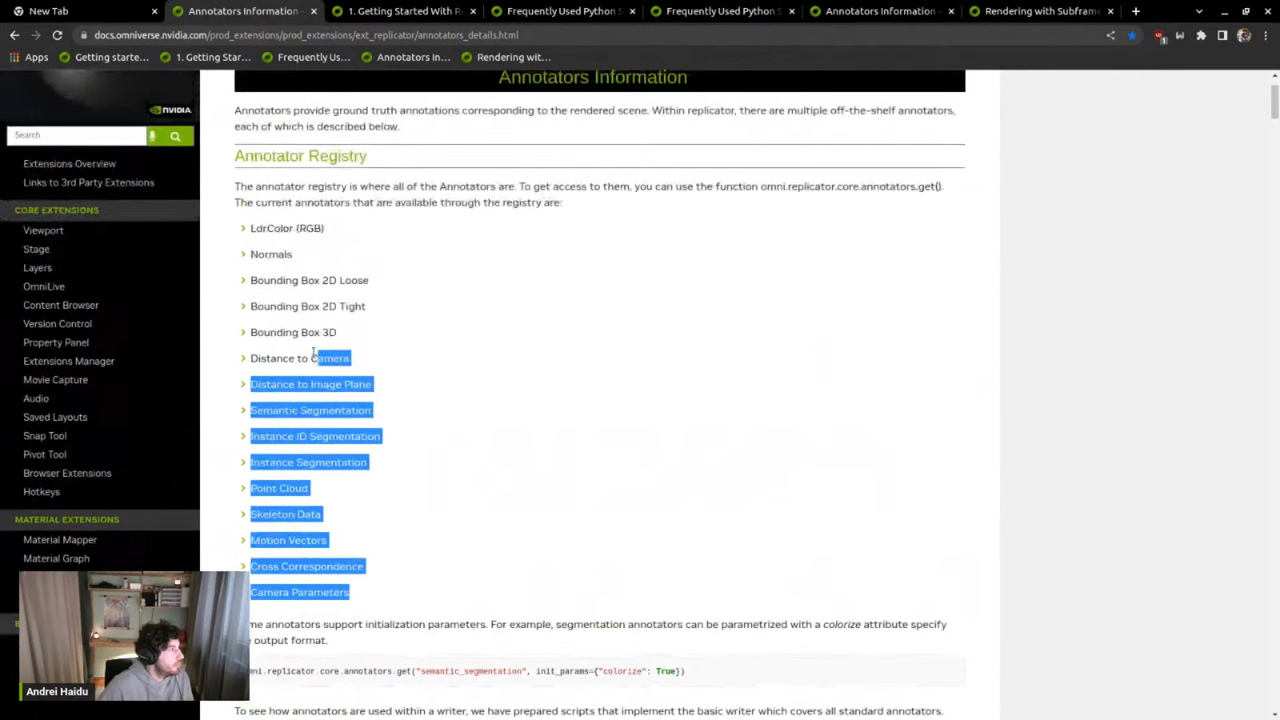 New Tab
Annotators Information
1. Getting Started With R
Frequently Used Python S
Frequently Used Python S
Annotators Information
Rendering with Subframe
docs.omniverse.nvidia.com/prod_extensions/prod_extensions/ext_replicator/annotators_details.html
Apps
Getting starte...
1. Getting Star...
Frequently Us...
Annotators In...
Rendering wit...
NVIDIA
Search
Extensions Overview
Links to 3rd Party Extensions
CORE EXTENSIONS
Viewport
Stage
Layers
OmniLive
Content Browser
Version Control
Property Panel
Extensions Manager
Movie Capture
Audio
Saved Layouts
Snap Tool
Pivot Tool
Browser Extensions
Hotkeys
MATERIAL EXTENSIONS
Material Mapper
Material Graph
Andrei Haidu
Annotators Information
Annotators provide ground truth annotations corresponding to the rendered scene. Within replicator, there are multiple off-the-shelf annotators,
each of which is described below.
Annotator Registry
The annotator registry is where all of the Annotators are. To get access to them, you can use the function omni.replicator.core.annotators.get().
The current annotators that are available through the registry are:
LdrColor (RGB)
Normals
Bounding Box 2D Loose
Bounding Box 2D Tight
Bounding Box 3D
Distance to Camera
Distance to Image Plane
Semantic Segmentation
Instance ID Segmentation
Instance Segmentation
Point Cloud
Skeleton Data
Motion Vectors
Cross Correspondence
Camera Parameters
me annotators support initialization parameters. For example, segmentation annotators can be parametrized with a colorize attribute specify
output format.
ni.replicator.core.annotators.get("semantic_segmentation", init_params={"colorize": True})
To see how annotators are used within a writer, we have prepared scripts that implement the basic writer which covers all standard annotators.